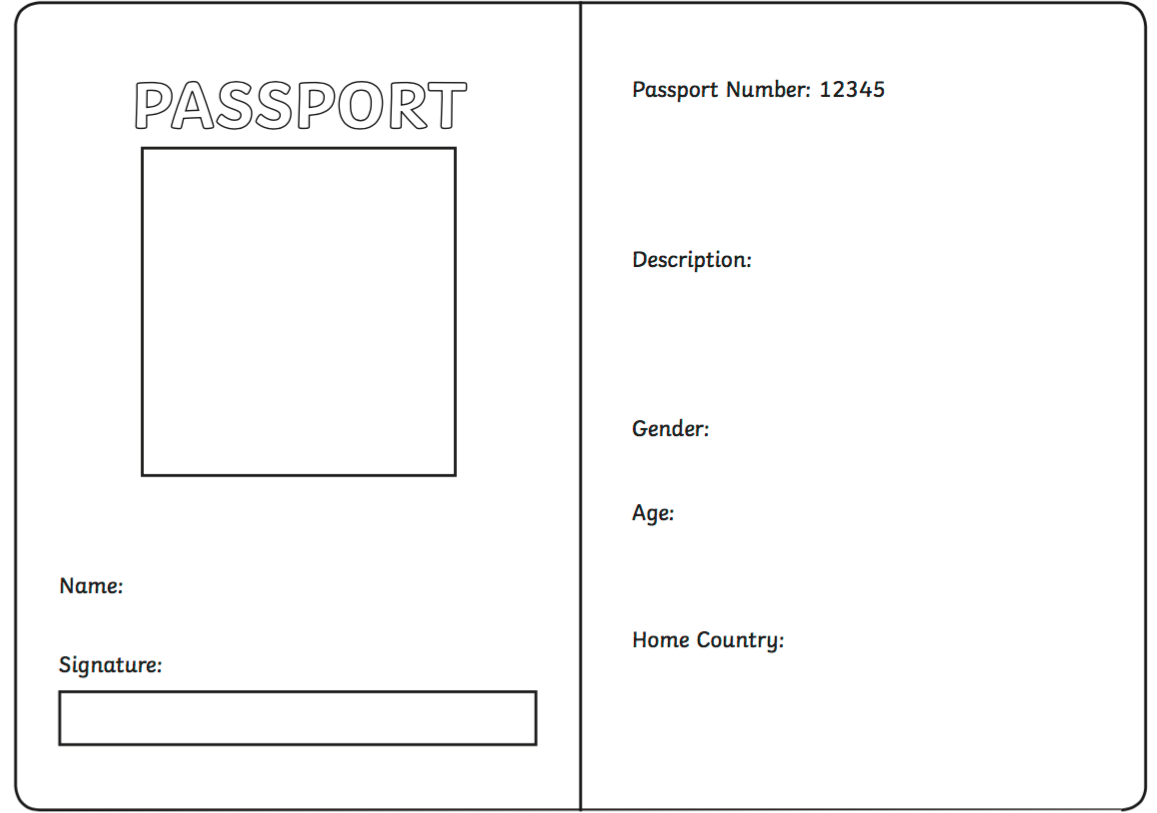 PASSPORT
Name:
Signature:
Passport Number: 12345
Description:
Gender:
Age:
Home Country: